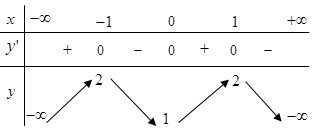 x −∞ −1 0 1 +∞
y' + 0 − 0 + 0 −
2 2
y
−∞ 1 −∞